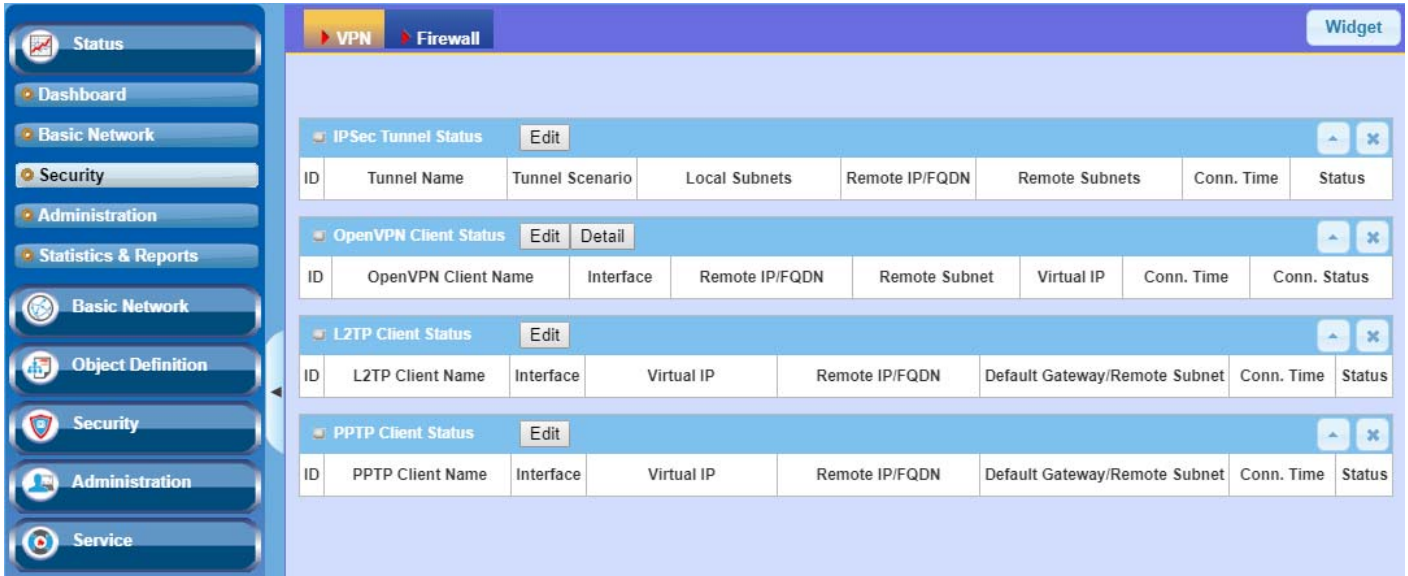 Status
Dashboard
Basic Network
Security
Administration
Statistics & Reports
Basic Network
Object Definition
Security
Administration
Service
VPN Firewall Widget
IPSec Tunnel Status Edit
ID Tunnel Name Tunnel Scenario Local Subnets Remote IP/FQDN Remote Subnets Conn. Time Status
OpenVPN Client Status Edit Detail
ID OpenVPN Client Name Interface Remote IP/FQDN Remote Subnet Virtual IP Conn. Time Conn. Status
L2TP Client Status Edit
ID L2TP Client Name Interface Virtual IP Remote IP/FQDN Default Gateway/Remote Subnet Conn. Time Status
PPTP Client Status Edit
ID PPTP Client Name Interface Virtual IP Remote IP/FQDN Default Gateway/Remote Subnet Conn. Time Status